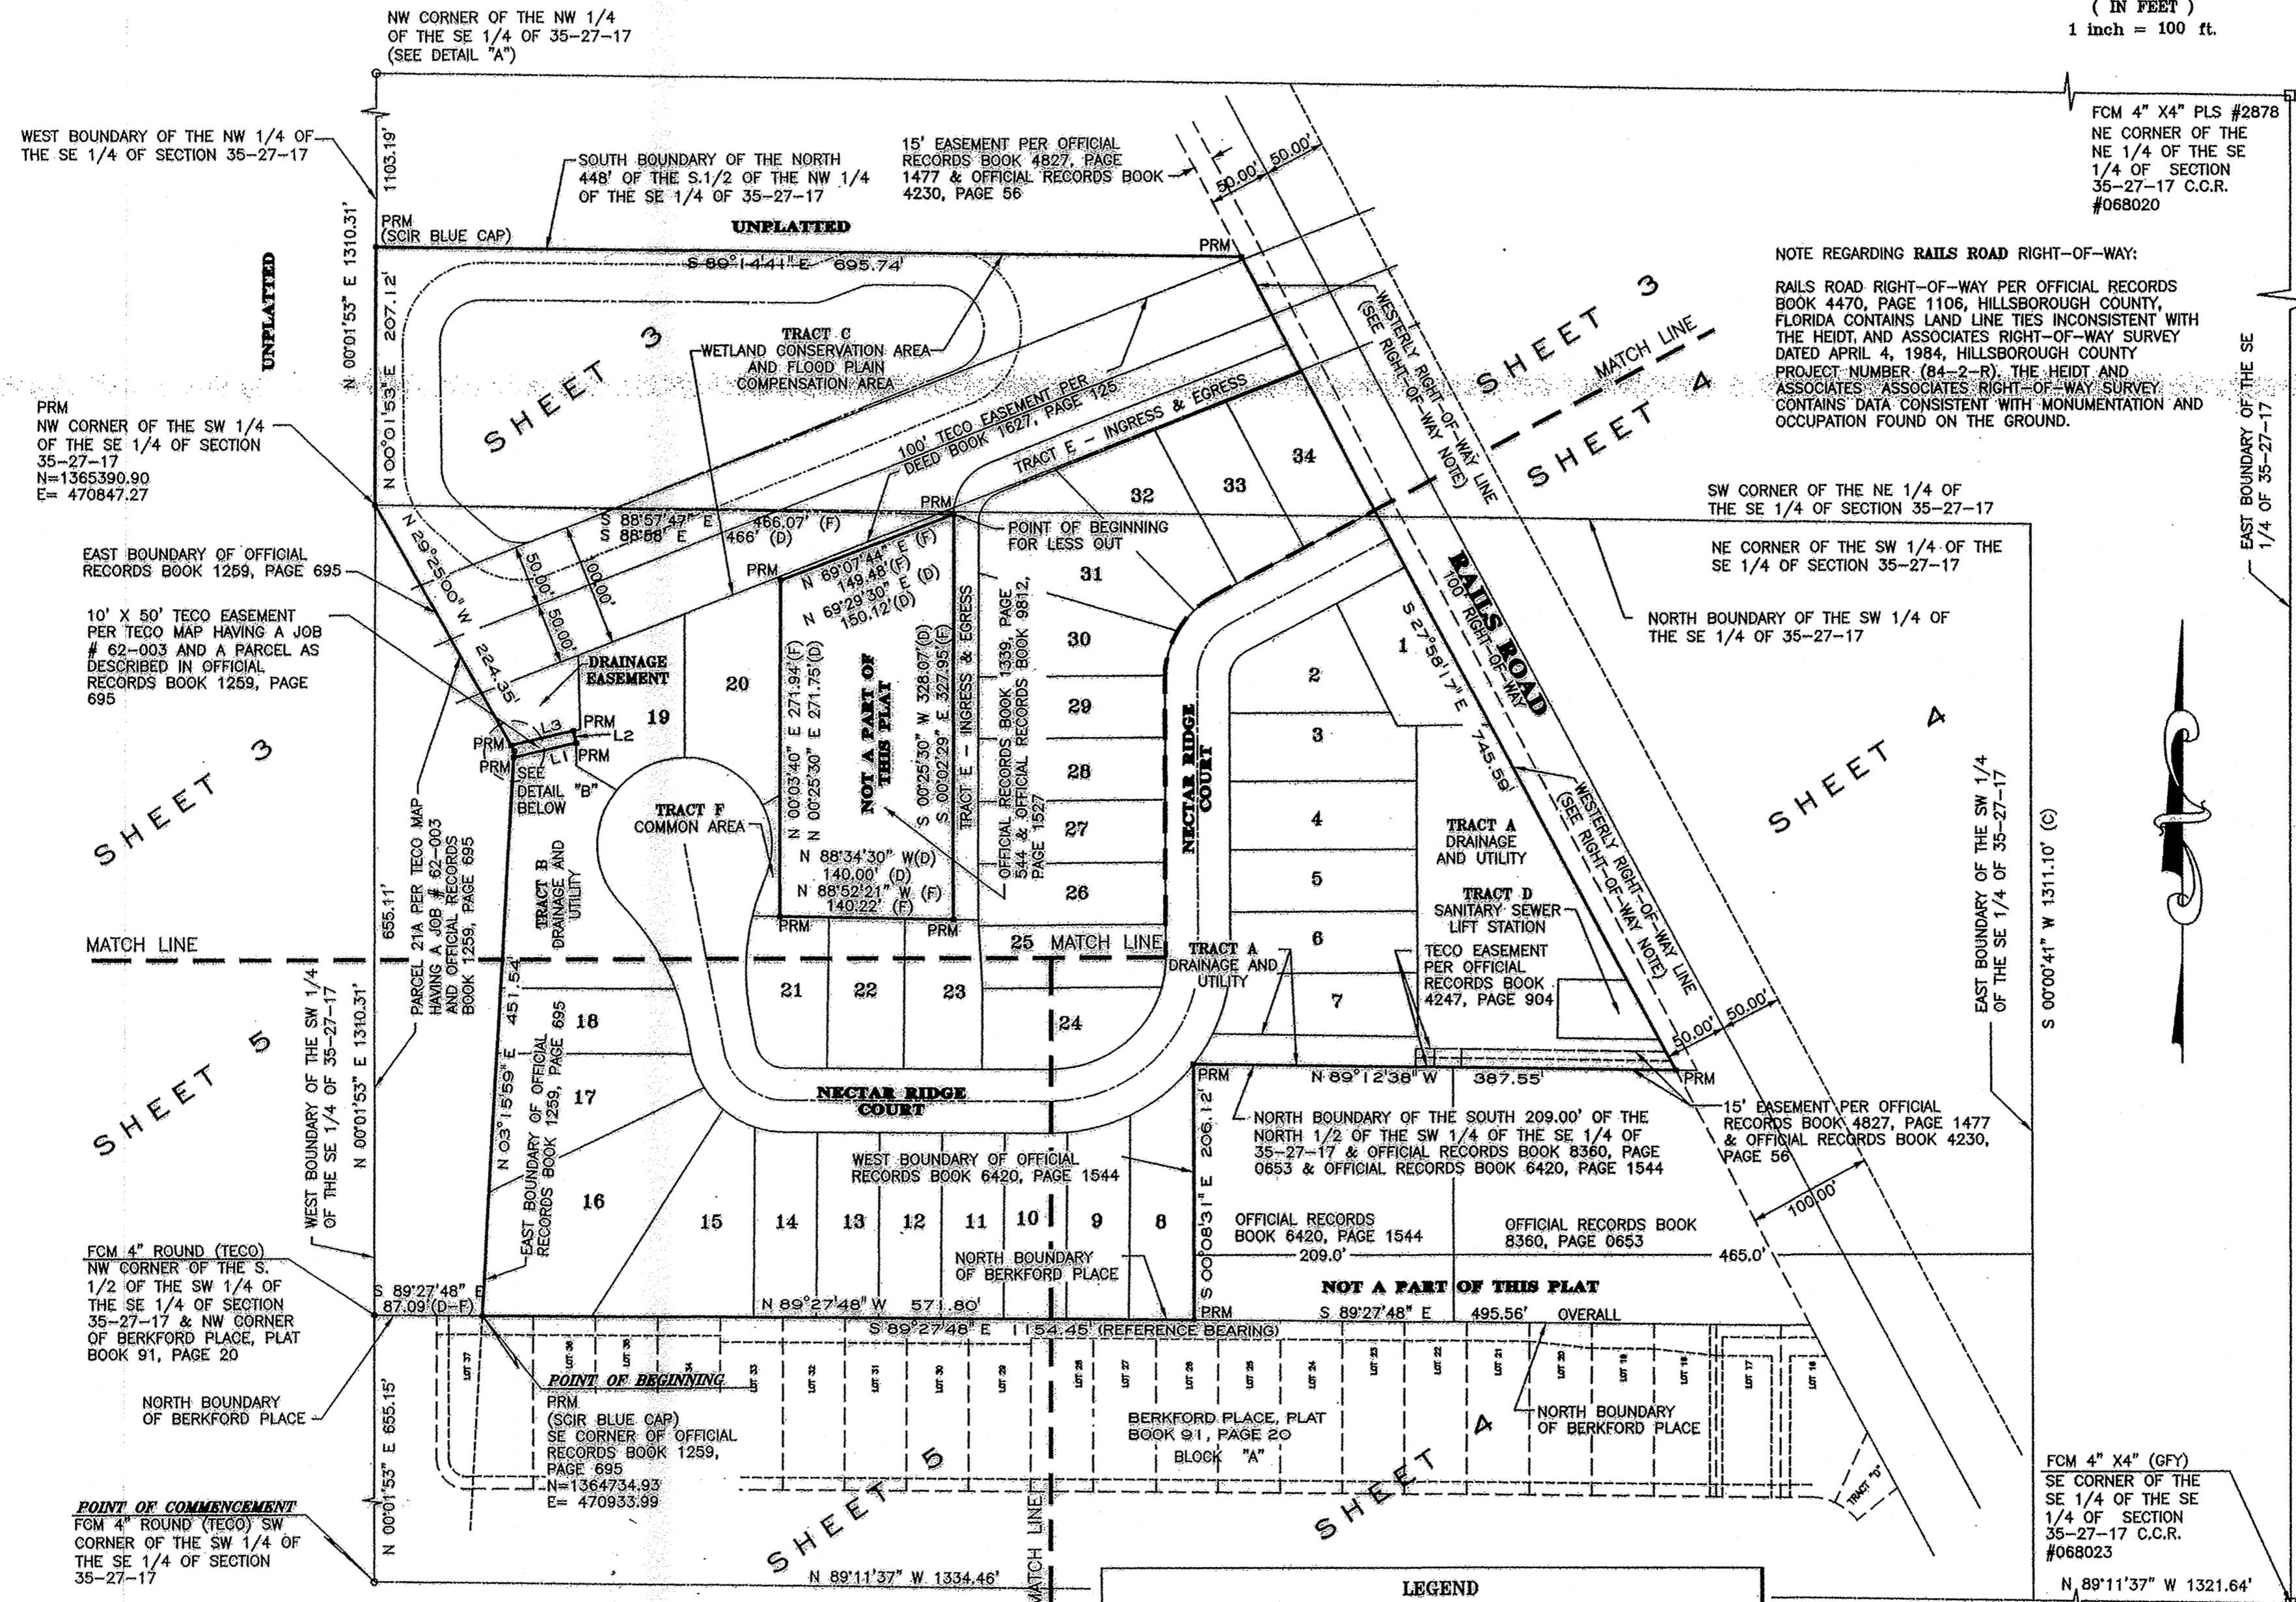 NW CORNER OF THE NW 1/4
OF THE SE 1/4 OF 35-27-17
(SEE DETAIL "A")
( IN FEET )
1 inch = 100 ft.
WEST BOUNDARY OF THE NW 1/4 OF
THE SE 1/4 OF SECTION 35-27-17
1103.19'
N 00°01'53" E 1310.31'
SOUTH BOUNDARY OF THE NORTH
448' OF THE S.1/2 OF THE NW 1/4
OF THE SE 1/4 OF 35-27-17
15' EASEMENT PER OFFICIAL
RECORDS BOOK 4827, PAGE
1477 & OFFICIAL RECORDS BOOK
4230, PAGE 56
50.00'
50.00'
FCM 4" X4" PLS #2878
NE CORNER OF THE
NE 1/4 OF THE SE
1/4 OF SECTION
35-27-17 C.C.R.
#068020
PRM
(SCIR BLUE CAP)
UNPLATTED
PRM
UNPLATTED
S 89°14'41" E 695.74'
N 00°01'53" E 207.12'
NOTE REGARDING RAILS ROAD RIGHT-OF-WAY:
RAILS ROAD RIGHT-OF-WAY PER OFFICIAL RECORDS
BOOK 4470, PAGE 1106, HILLSBOROUGH COUNTY,
FLORIDA CONTAINS LAND LINE TIES INCONSISTENT WITH
THE HEIDT, AND ASSOCIATES RIGHT-OF-WAY SURVEY
DATED APRIL 4, 1984, HILLSBOROUGH COUNTY
PROJECT NUMBER (84-2-R). THE HEIDT AND
ASSOCIATES ASSOCIATES RIGHT-OF-WAY SURVEY
CONTAINS DATA CONSISTENT WITH MONUMENTATION AND
OCCUPATION FOUND ON THE GROUND.
SHEET 3
TRACT C
WETLAND CONSERVATION AREA
AND FLOOD PLAIN
COMPENSATION AREA
100' TECO EASEMENT PER
DEED BOOK 1627, PAGE 125
TRACT E - INGRESS & EGRESS
WESTERLY RIGHT-OF-WAY LINE
(SEE RIGHT-OF-WAY NOTE)
SHEET 3
MATCH LINE
SHEET 4
EAST BOUNDARY OF THE SE
1/4 OF 35-27-17
PRM
NW CORNER OF THE SW 1/4
OF THE SE 1/4 OF SECTION
35-27-17
N=1365390.90
E= 470847.27
34
33
32
PRM
S 88°57'47" E 466.07' (F)
S 88°58' E 466' (D)
POINT OF BEGINNING
FOR LESS OUT
SW CORNER OF THE NE 1/4 OF
THE SE 1/4 OF SECTION 35-27-17
NE CORNER OF THE SW 1/4 OF THE
SE 1/4 OF SECTION 35-27-17
NORTH BOUNDARY OF THE SW 1/4 OF
THE SE 1/4 OF 35-27-17
EAST BOUNDARY OF OFFICIAL
RECORDS BOOK 1259, PAGE 695
N 29°25'00" W 224.35'
50.00'
50.00'
100.00'
10' X 50' TECO EASEMENT
PER TECO MAP HAVING A JOB
# 62-003 AND A PARCEL AS
DESCRIBED IN OFFICIAL
RECORDS BOOK 1259, PAGE
695
PRM
N 69°07'44" E (F)
149.48'(F)
N 69°29'30" E (D)
150.12'(D)
31
30
29
28
27
26
25
RAILS ROAD
100' RIGHT-OF-WAY
S 27°58'17" E 745.59'
1
2
3
4
5
6
7
DRAINAGE
EASEMENT
19
20
N 00°03'40" E 271.94'(F)
N 00°25'30" E 271.75'(D)
NOT A PART OF
THIS PLAT
S 00°25'30" W 328.07'(D)
S 00°02'29" E 327.95'(F)
TRACT E - INGRESS & EGRESS
OFFICIAL RECORDS BOOK 1339, PAGE
544 & OFFICIAL RECORDS BOOK 9812,
PAGE 1527
NECTAR RIDGE
COURT
L3
PRM
L2
PRM
L1
PRM
PRM
SEE
DETAIL "B"
BELOW
SHEET 3
TRACT F
COMMON AREA
TRACT B
DRAINAGE AND
UTILITY
N 88°34'30" W(D)
140.00' (D)
N 88°52'21" W (F)
140.22' (F)
PRM
PRM
TRACT A
DRAINAGE
AND UTILITY
TRACT D
SANITARY SEWER
LIFT STATION
TECO EASEMENT
PER OFFICIAL
RECORDS BOOK
4247, PAGE 904
WESTERLY RIGHT-OF-WAY LINE
(SEE RIGHT-OF-WAY NOTE)
SHEET 4
EAST BOUNDARY OF THE SW 1/4
OF THE SE 1/4 OF 35-27-17
S 00°00'41" W 1311.10' (C)
655.11'
PARCEL 21A PER TECO MAP
HAVING A JOB # 62-003
AND OFFICIAL RECORDS
BOOK 1259, PAGE 695
MATCH LINE
MATCH LINE
TRACT A
DRAINAGE AND
UTILITY
SHEET 5
WEST BOUNDARY OF THE SW 1/4
OF THE SE 1/4 OF 35-27-17
N 00°01'53" E 1310.31'
N 03°15'59" E 451.54'
EAST BOUNDARY OF OFFICIAL
RECORDS BOOK 1259, PAGE 695
18
17
16
21
22
23
24
50.00'
50.00'
NECTAR RIDGE
COURT
PRM
N 89°12'38" W 387.55'
PRM
NORTH BOUNDARY OF THE SOUTH 209.00' OF THE
NORTH 1/2 OF THE SW 1/4 OF THE SE 1/4 OF
35-27-17 & OFFICIAL RECORDS BOOK 8360, PAGE
0653 & OFFICIAL RECORDS BOOK 6420, PAGE 1544
15' EASEMENT PER OFFICIAL
RECORDS BOOK 4827, PAGE 1477
& OFFICIAL RECORDS BOOK 4230,
PAGE 56
WEST BOUNDARY OF OFFICIAL
RECORDS BOOK 6420, PAGE 1544
S 00°08'31" E 206.12'
15
14
13
12
11
10
9
8
OFFICIAL RECORDS
BOOK 6420, PAGE 1544
OFFICIAL RECORDS BOOK
8360, PAGE 0653
100.00'
209.0'
465.0'
NORTH BOUNDARY
OF BERKFORD PLACE
NOT A PART OF THIS PLAT
FCM 4" ROUND (TECO)
NW CORNER OF THE S.
1/2 OF THE SW 1/4 OF
THE SE 1/4 OF SECTION
35-27-17 & NW CORNER
OF BERKFORD PLACE, PLAT
BOOK 91, PAGE 20
S 89°27'48" E
87.09'(D-F)
N 89°27'48" W 571.80'
PRM
S 89°27'48" E 495.56' OVERALL
S 89°27'48" E 1154.45 (REFERENCE BEARING)
LOT 37
LOT 36
LOT 35
34
LOT 33
LOT 32
LOT 31
LOT 30
LOT 29
LOT 28
LOT 27
LOT 26
LOT 25
LOT 24
LOT 23
LOT 22
LOT 21
LOT 20
LOT 19
LOT 18
LOT 17
LOT 16
NORTH BOUNDARY
OF BERKFORD PLACE
POINT OF BEGINNING
PRM
(SCIR BLUE CAP)
SE CORNER OF OFFICIAL
RECORDS BOOK 1259,
PAGE 695
N=1364734.93
E= 470933.99
BERKFORD PLACE, PLAT
BOOK 91, PAGE 20
BLOCK "A"
NORTH BOUNDARY
OF BERKFORD PLACE
TRACT "D"
N 00°01'53" E 655.15'
POINT OF COMMENCEMENT
FCM 4" ROUND (TECO) SW
CORNER OF THE SW 1/4 OF
THE SE 1/4 OF SECTION
35-27-17
SHEET 5
MATCH LINE
SHEET 4
FCM 4" X4" (GFY)
SE CORNER OF THE
SE 1/4 OF THE SE
1/4 OF SECTION
35-27-17 C.C.R.
#068023
N 89°11'37" W 1334.46'
LEGEND
N 89°11'37" W 1321.64'